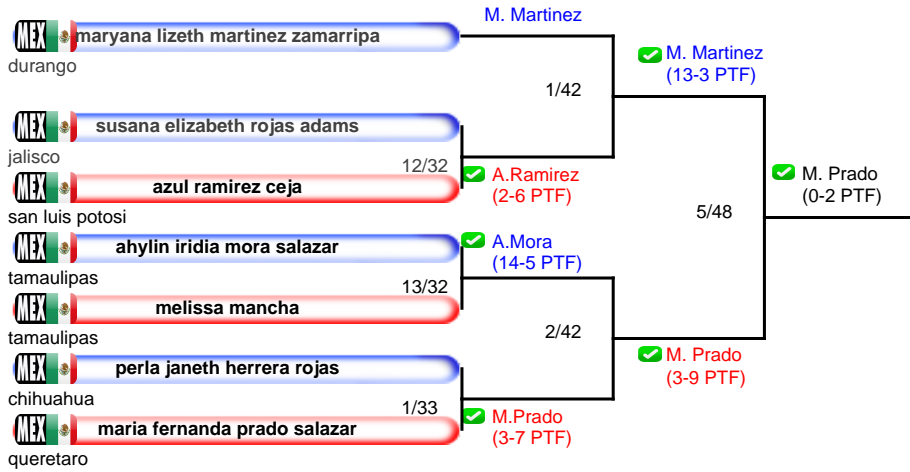 M. Martinez
MEX maryana lizeth martinez zamarripa
durango
M. Martinez
(13-3 PTF)
1/42
MEX susana elizabeth rojas adams
jalisco
12/32
MEX azul ramirez ceja
san luis potosi
A.Ramirez
(2-6 PTF)
M. Prado
(0-2 PTF)
5/48
MEX ahylin iridia mora salazar
tamaulipas
A.Mora
(14-5 PTF)
13/32
MEX melissa mancha
tamaulipas
2/42
M. Prado
(3-9 PTF)
MEX perla janeth herrera rojas
chihuahua
1/33
MEX maria fernanda prado salazar
queretaro
M.Prado
(3-7 PTF)